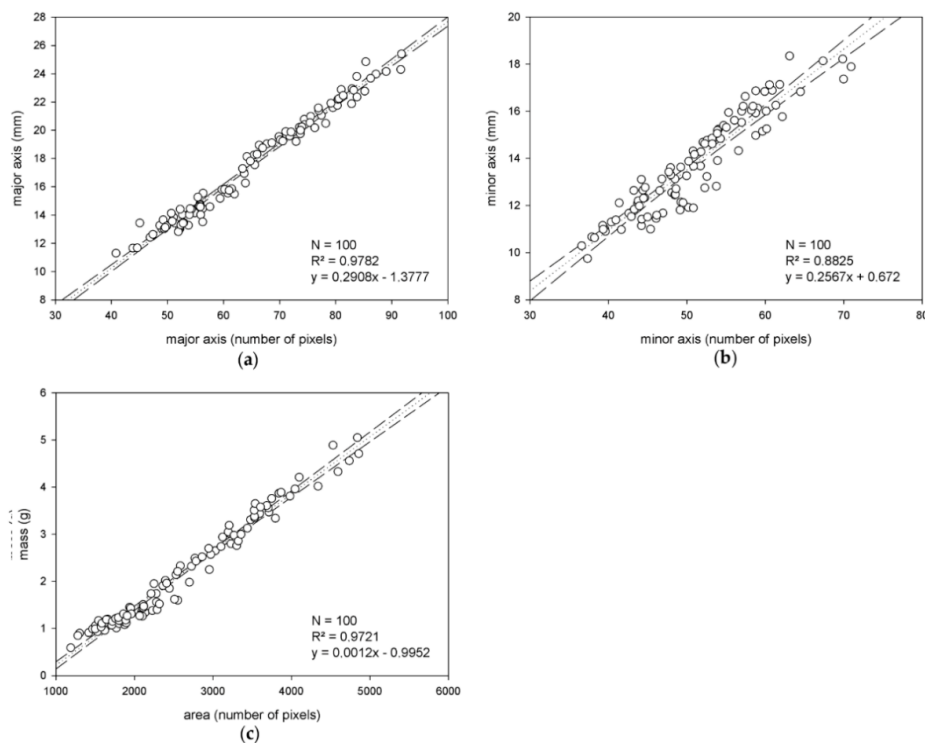 28
26
24
22
20
18
16
14
12
10
8
major axis (mm)
N = 100
R² = 0.9782
y = 0.2908x - 1.3777
30 40 50 60 70 80 90 100
major axis (number of pixels)
(a)
20
18
16
14
12
10
8
minor axis (mm)
N = 100
R² = 0.8825
y = 0.2567x + 0.672
30 40 50 60 70 80
minor axis (number of pixels)
(b)
6
5
4
3
2
1
0
mass (g)
N = 100
R² = 0.9721
y = 0.0012x - 0.9952
1000 2000 3000 4000 5000 6000
area (number of pixels)
(c)